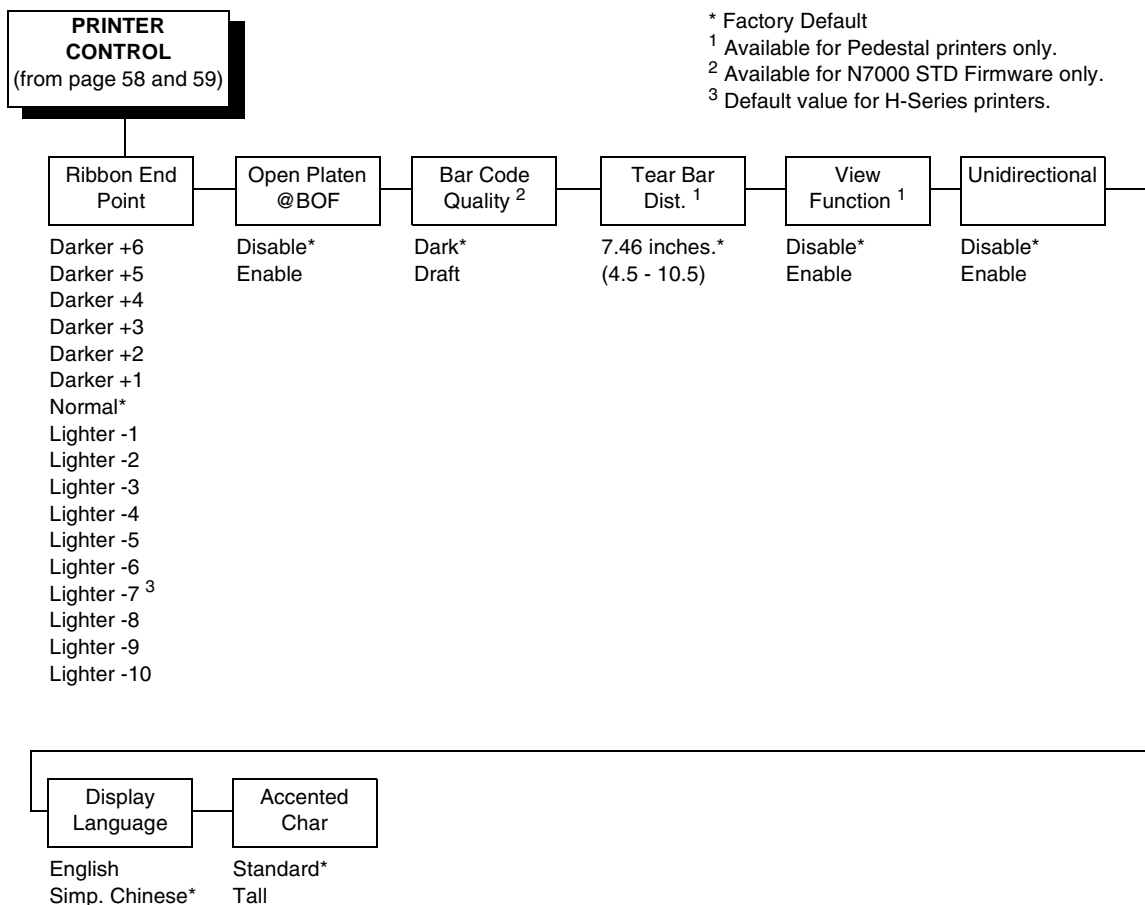 PRINTER
CONTROL
(from page 58 and 59)
* Factory Default
1 Available for Pedestal printers only.
2 Available for N7000 STD Firmware only.
3 Default value for H-Series printers.
Ribbon End
Point
Darker +6
Darker +5
Darker +4
Darker +3
Darker +2
Darker +1
Normal*
Lighter -1
Lighter -2
Lighter -3
Lighter -4
Lighter -5
Lighter -6
Lighter -7 3
Lighter -8
Lighter -9
Lighter -10
Open Platen
@BOF
Disable*
Enable
Bar Code
Quality 2
Dark*
Draft
Tear Bar
Dist. 1
7.46 inches.*
(4.5 - 10.5)
View
Function 1
Disable*
Enable
Unidirectional
Disable*
Enable
Display
Language
English
Simp. Chinese*
Accented
Char
Standard*
Tall